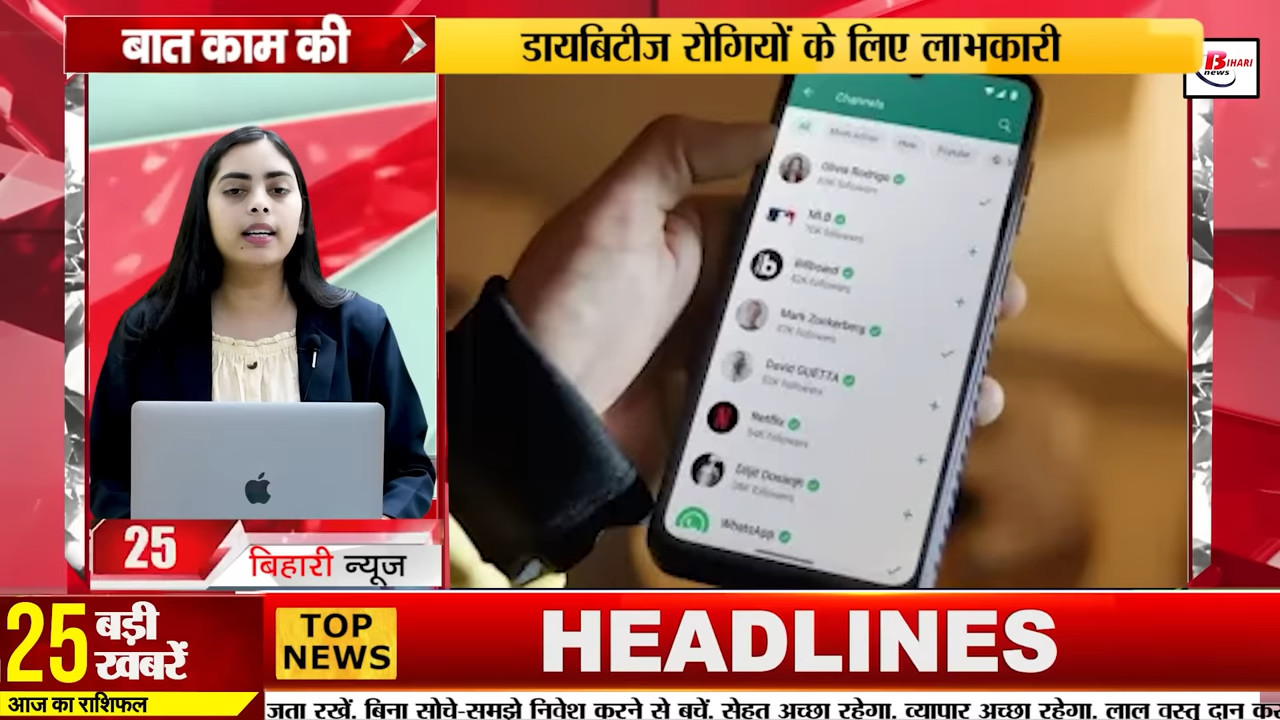 बात काम की
डायबिटीज रोगियों के लिए लाभकारी
BIHARI
news
Channels
All
Popular
Olivia Rodrigo
MLB
Billboard
Mark Zuckerberg
David GUETTA
Netflix
Diljit Dosanjh
WhatsApp
25
बिहारी न्यूज
25 बड़ी
खबरें
TOP
NEWS
HEADLINES
आज का राशिफल
जता रखें. बिना सोचे-समझे निवेश करने से बचें. सेहत अच्छा रहेगा. व्यापार अच्छा रहेगा. लाल वस्तु दान कर